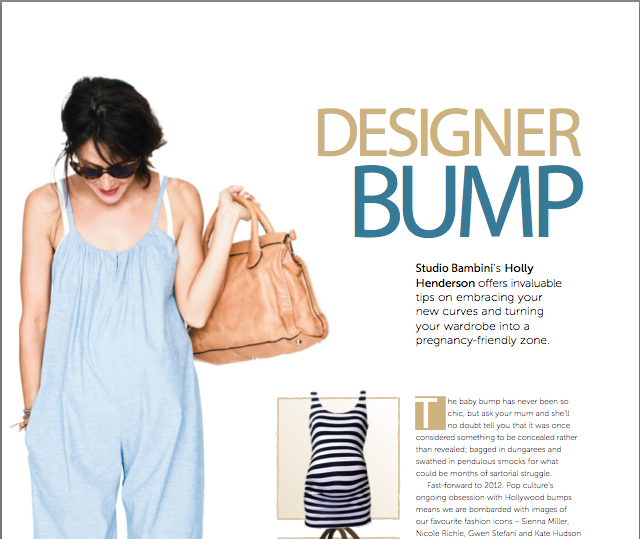 DESIGNER
BUMP
Studio Bambini's Holly
Henderson offers invaluable
tips on embracing your
new curves and turning
your wardrobe into a
pregnancy-friendly zone.
The baby bump has never been so
chic, but ask your mum and she'll
no doubt tell you that it was once
considered something to be concealed rather
than revealed; bagged in dungarees and
swathed in pendulous smocks for what
could be months of sartorial struggle.
Fast-forward to 2012. Pop culture's
ongoing obsession with Hollywood bumps
means we are bombarded with images of
our favourite fashion icons – Sienna Miller,
Nicole Richie, Gwen Stefani and Kate Hudson